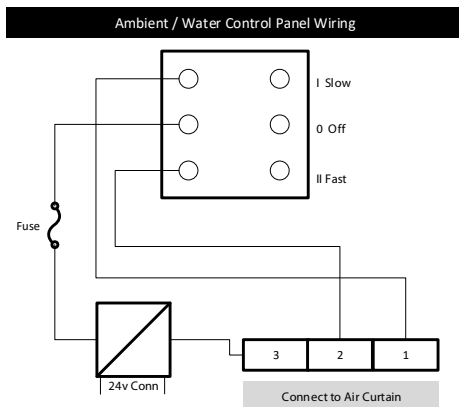 Ambient / Water Control Panel Wiring
I Slow
0 Off
II Fast
Fuse
24v Conn
3 2 1
Connect to Air Curtain